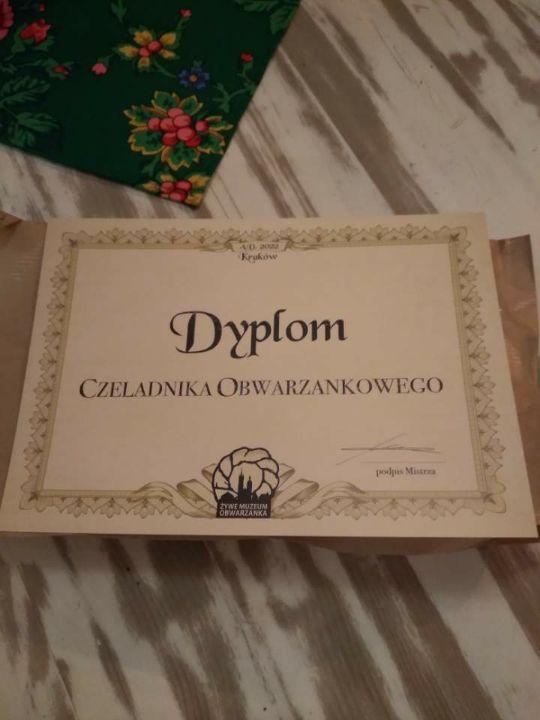 A.D. 2022
Kraków
Dyplom
CZELADNIKA OBWARZANKOWEGO
podpis Mistrza
ŻYWE MUZEUM
OBWARZANKA